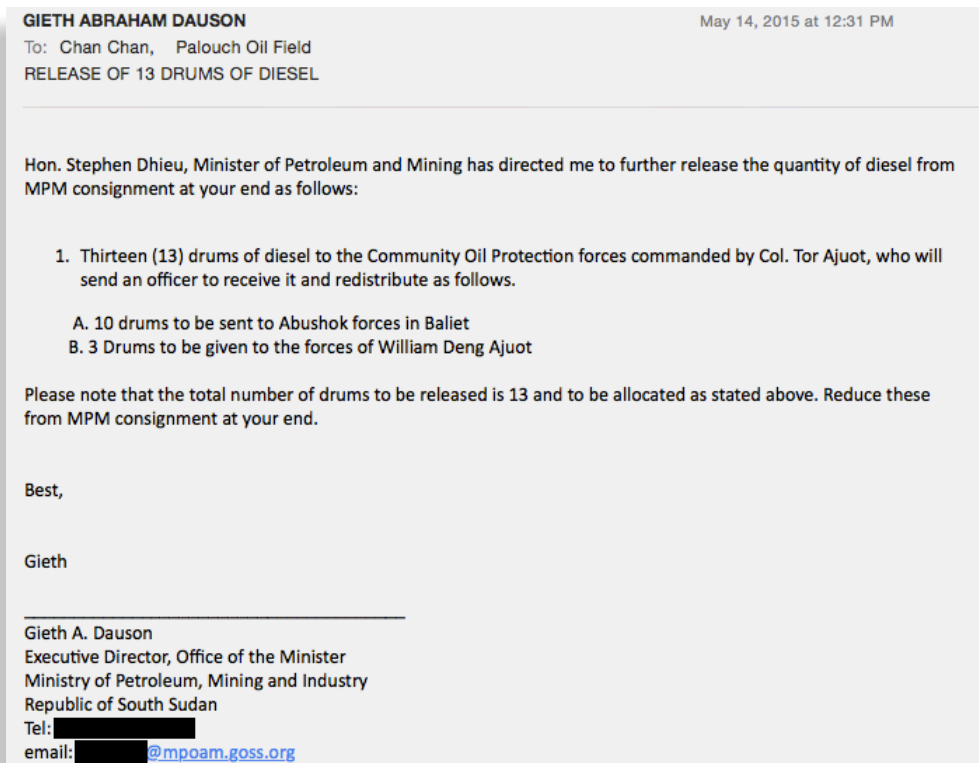 GIETH ABRAHAM DAUSON May 14, 2015 at 12:31 PM
To: Chan Chan, Palouch Oil Field
RELEASE OF 13 DRUMS OF DIESEL
Hon. Stephen Dhieu, Minister of Petroleum and Mining has directed me to further release the quantity of diesel from
MPM consignment at your end as follows:
1. Thirteen (13) drums of diesel to the Community Oil Protection forces commanded by Col. Tor Ajuot, who will
send an officer to receive it and redistribute as follows.
A. 10 drums to be sent to Abushok forces in Baliet
B. 3 Drums to be given to the forces of William Deng Ajuot
Please note that the total number of drums to be released is 13 and to be allocated as stated above. Reduce these
from MPM consignment at your end.
Best,
Gieth
Gieth A. Dauson
Executive Director, Office of the Minister
Ministry of Petroleum, Mining and Industry
Republic of South Sudan
Tel:
email: @mpoam.goss.org